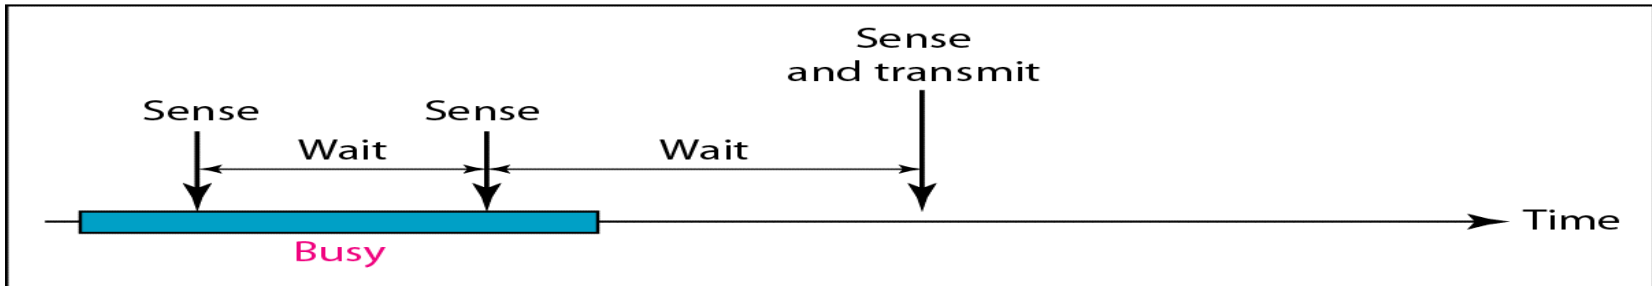 Sense
and transmit
Sense
Sense
Wait
Wait
Time
Busy